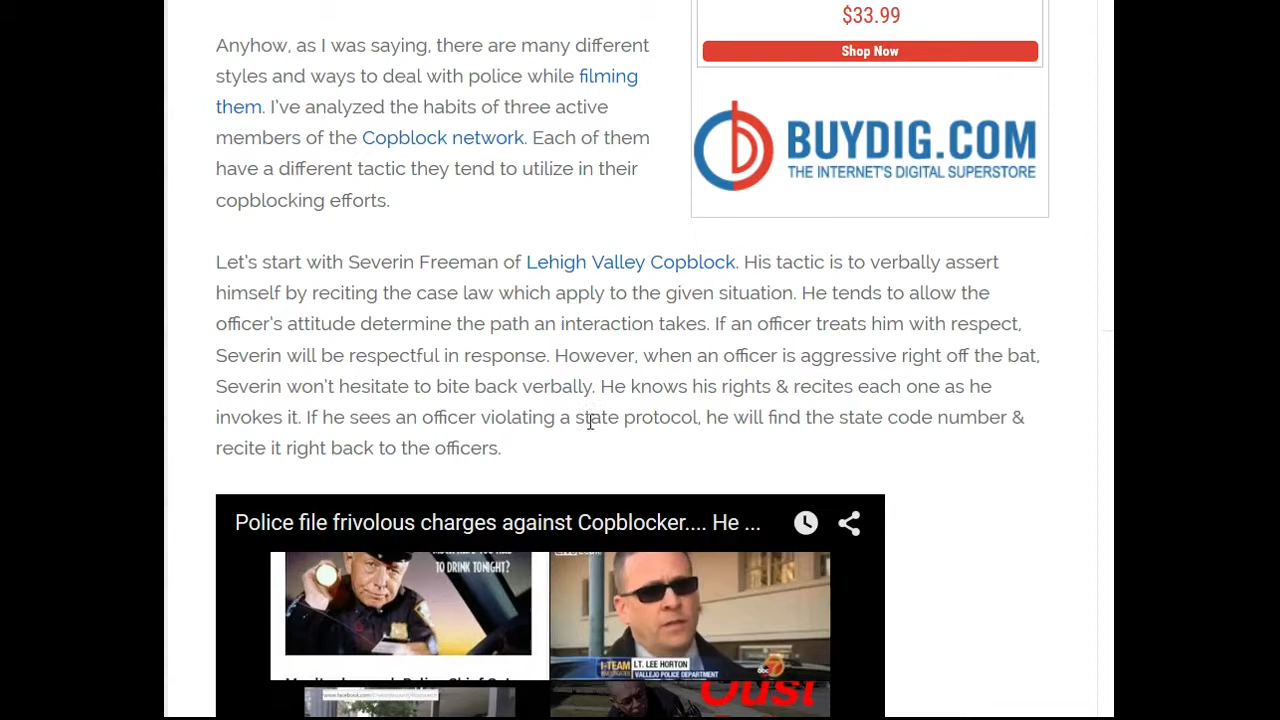 $33.99
Shop Now
BUYDIG.COM
THE INTERNET'S DIGITAL SUPERSTORE
Anyhow, as I was saying, there are many different
styles and ways to deal with police while filming
them. I've analyzed the habits of three active
members of the Copblock network. Each of them
have a different tactic they tend to utilize in their
copblocking efforts.
Let's start with Severin Freeman of Lehigh Valley Copblock. His tactic is to verbally assert
himself by reciting the case law which apply to the given situation. He tends to allow the
officer's attitude determine the path an interaction takes. If an officer treats him with respect,
Severin will be respectful in response. However, when an officer is aggressive right off the bat,
Severin won't hesitate to bite back verbally. He knows his rights & recites each one as he
invokes it. If he sees an officer violating a state protocol, he will find the state code number &
recite it right back to the officers.
Police file frivolous charges against Copblocker.... He ...
TO DRINK TONIGHT?
I-TEAM
LT. LEE HORTON
VALLEJO POLICE DEPARTMENT
abc 7
Oust